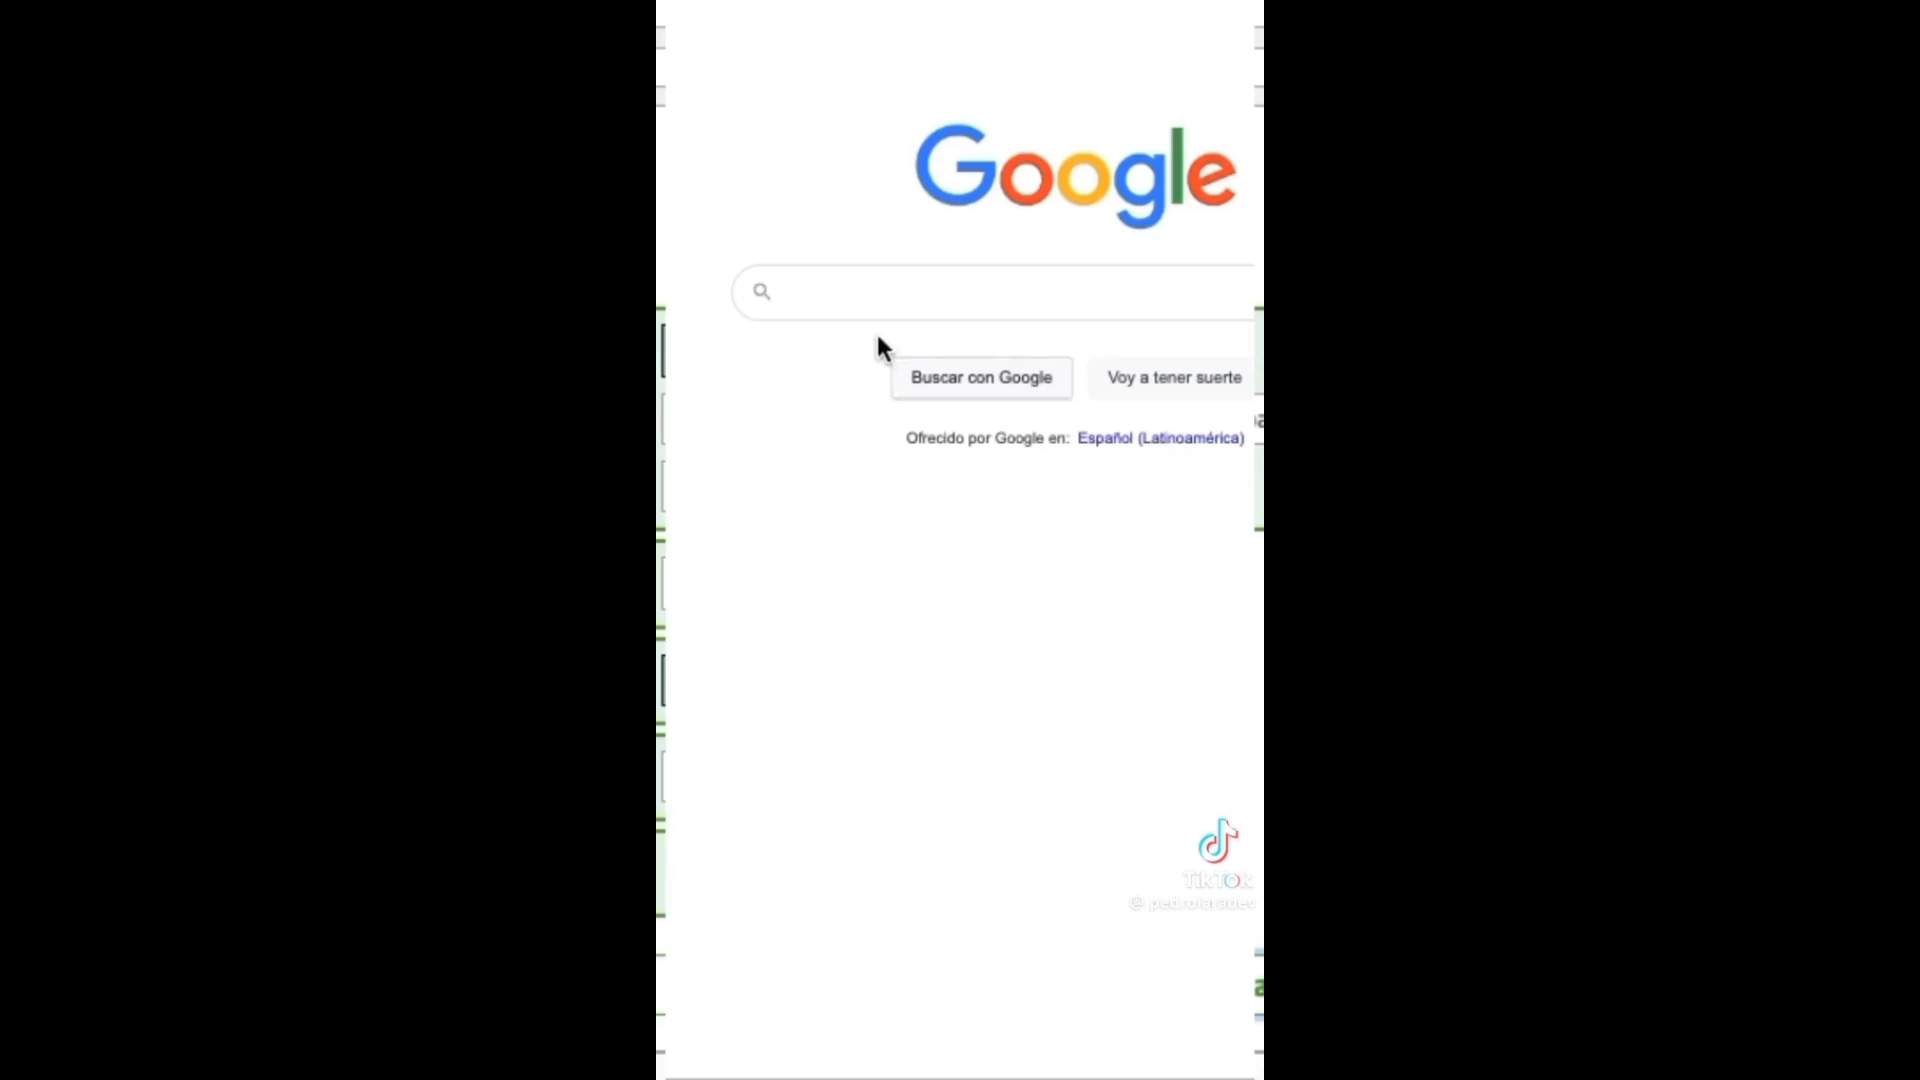 Google
Buscar con Google
Voy a tener suerte
Ofrecido por Google en: Español (Latinoamérica)
TikTok